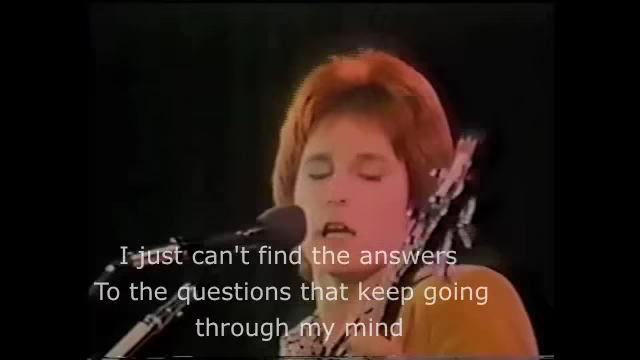 I just can't find the answers
To the questions that keep going
through my mind